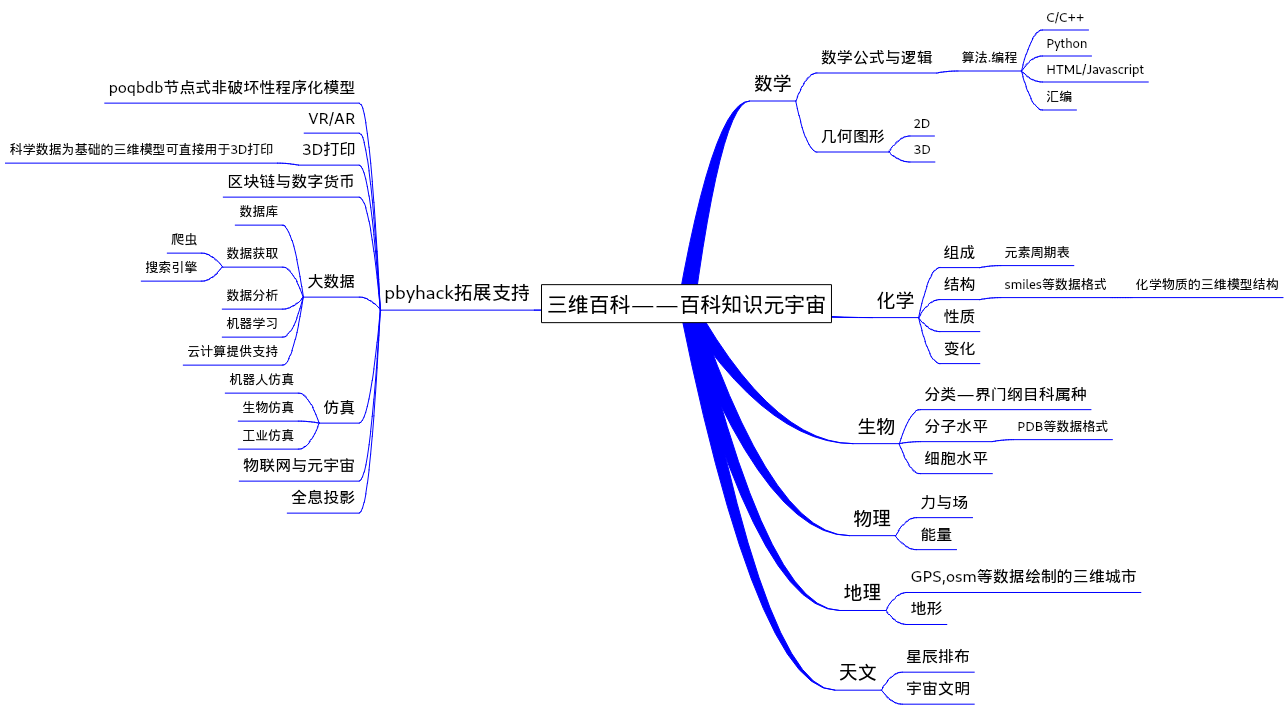 三维百科——百科知识元宇宙
数学
数学公式与逻辑
算法.编程
C/C++
Python
HTML/Javascript
汇编
几何图形
2D
3D
化学
组成
元素周期表
结构
smiles等数据格式
化学物质的三维模型结构
性质
变化
生物
分类—界门纲目科属种
分子水平
PDB等数据格式
细胞水平
物理
力与场
能量
地理
GPS,osm等数据绘制的三维城市
地形
天文
星辰排布
宇宙文明
pbyhack拓展支持
poqbdb节点式非破坏性程序化模型
VR/AR
3D打印
科学数据为基础的三维模型可直接用于3D打印
区块链与数字货币
大数据
数据库
数据获取
爬虫
搜索引擎
数据分析
机器学习
云计算提供支持
仿真
机器人仿真
生物仿真
工业仿真
物联网与元宇宙
全息投影